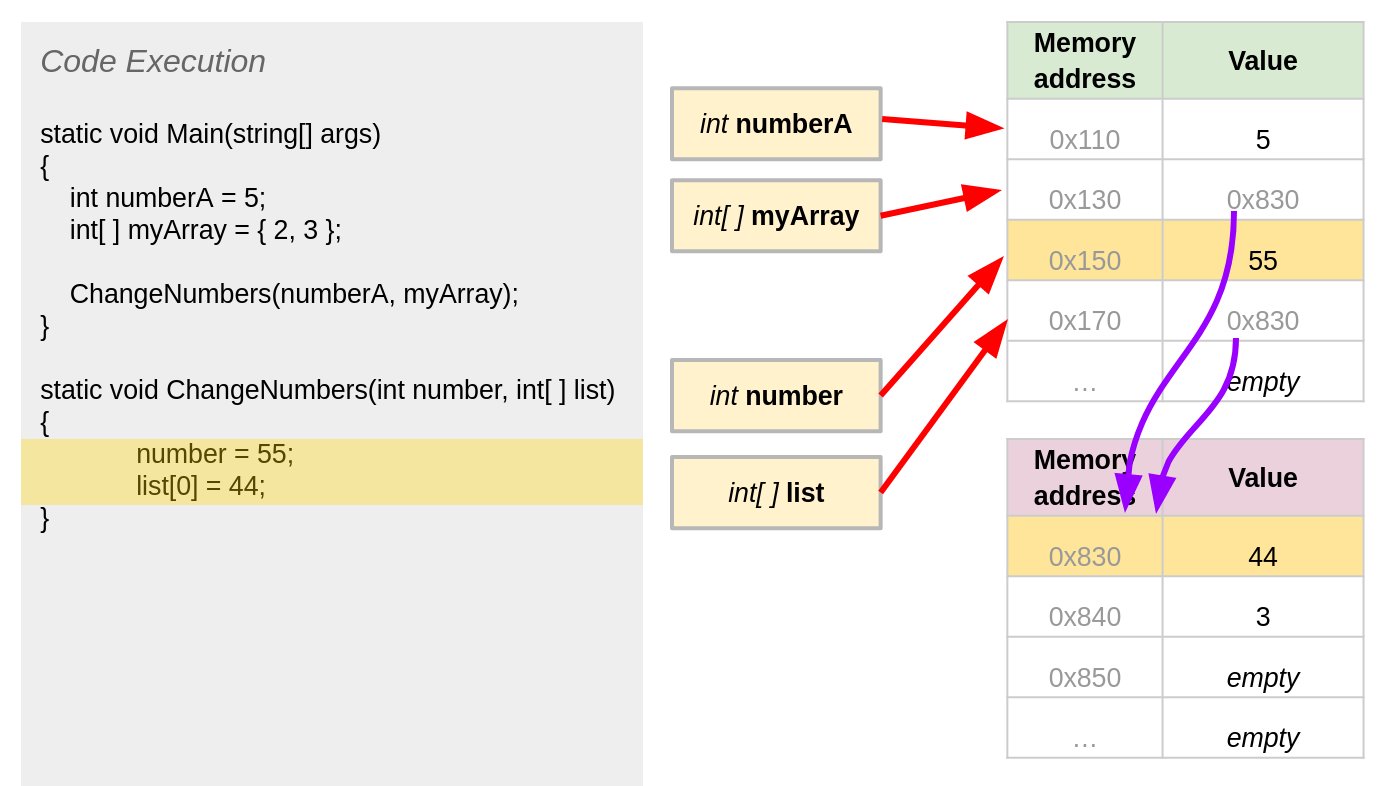 Code Execution
static void Main(string[] args)
{
int numberA = 5;
int[ ] myArray = { 2, 3 };
ChangeNumbers(numberA, myArray);
}
static void ChangeNumbers(int number, int[ ] list)
{
number = 55;
list[0] = 44;
}
int numberA
int[ ] myArray
int number
int[ ] list
Memory address Value
0x110 5
0x130 0x830
0x150 55
0x170 0x830
... empty
Memory address Value
0x830 44
0x840 3
0x850 empty
... empty